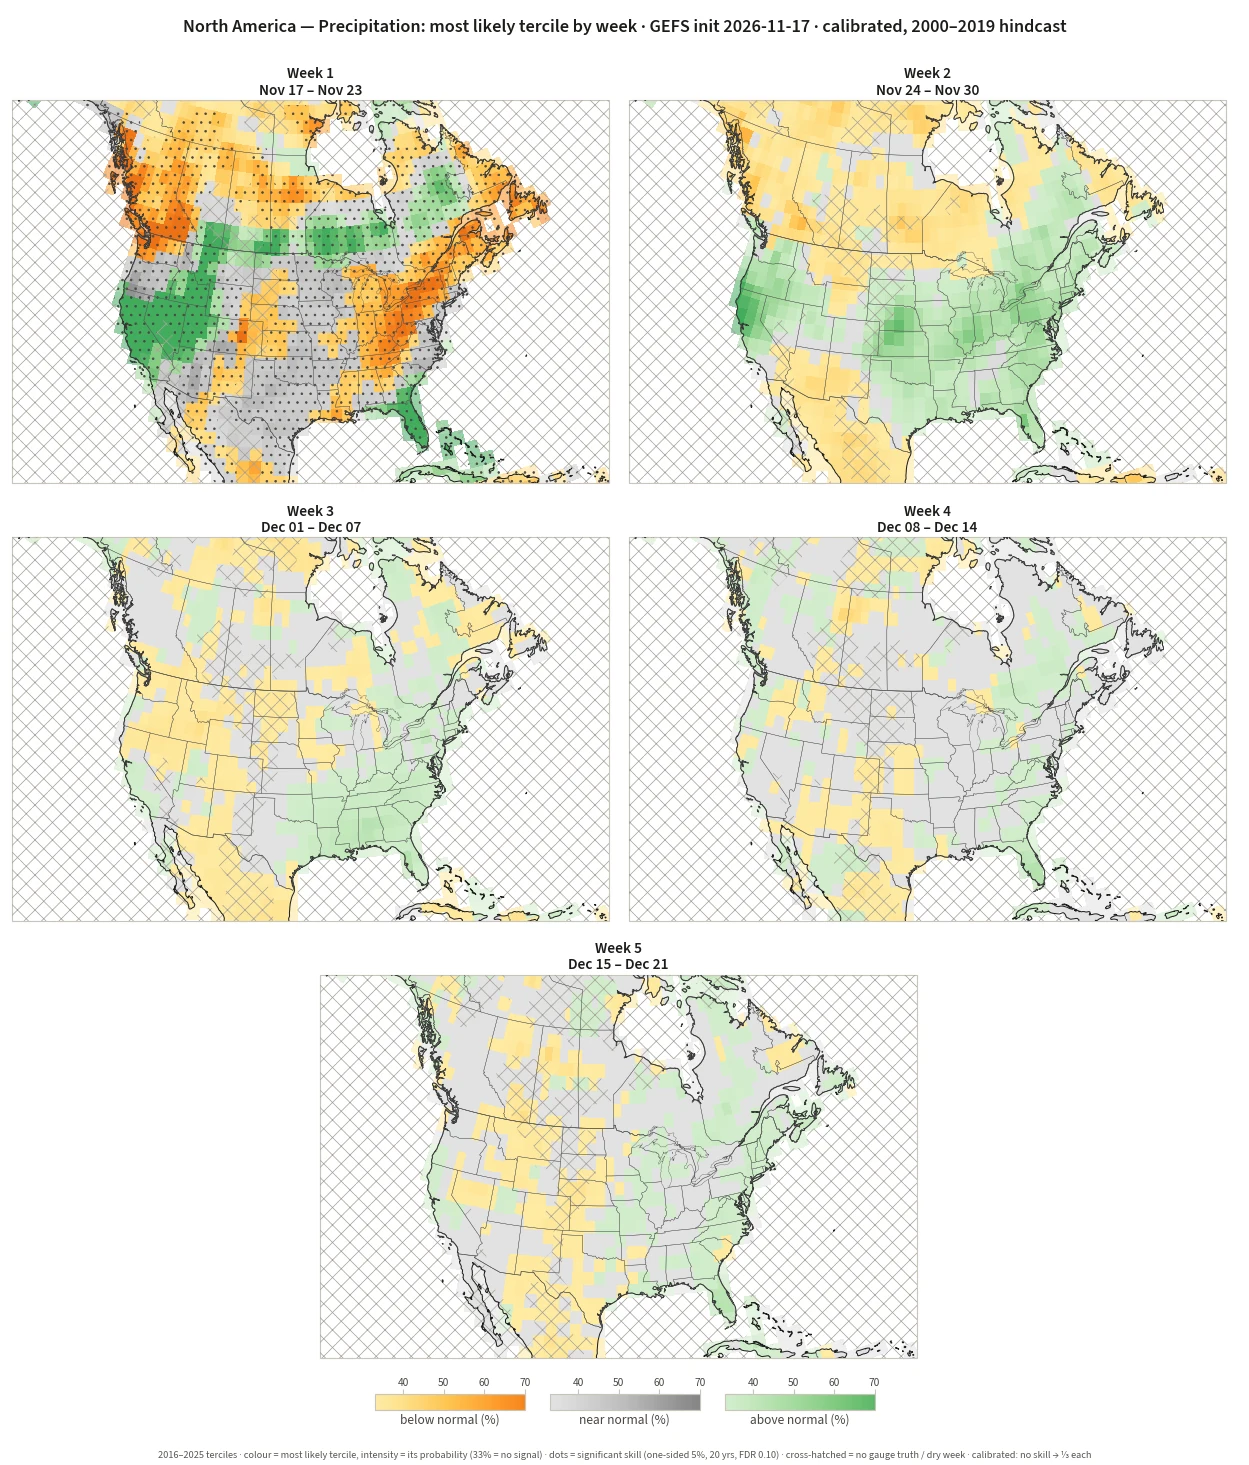 North America — Precipitation: most likely tercile by week · GEFS init 2026-11-17 · calibrated, 2000–2019 hindcast
Week 1
Nov 17 – Nov 23
Week 2
Nov 24 – Nov 30
Week 3
Dec 01 – Dec 07
Week 4
Dec 08 – Dec 14
Week 5
Dec 15 – Dec 21
40 50 60 70
below normal (%)
40 50 60 70
near normal (%)
40 50 60 70
above normal (%)
2016–2025 terciles · colour = most likely tercile, intensity = its probability (33% = no signal) · dots = significant skill (one-sided 5%, 20 yrs, FDR 0.10) · cross-hatched = no gauge truth / dry week · calibrated: no skill → ⅓ each